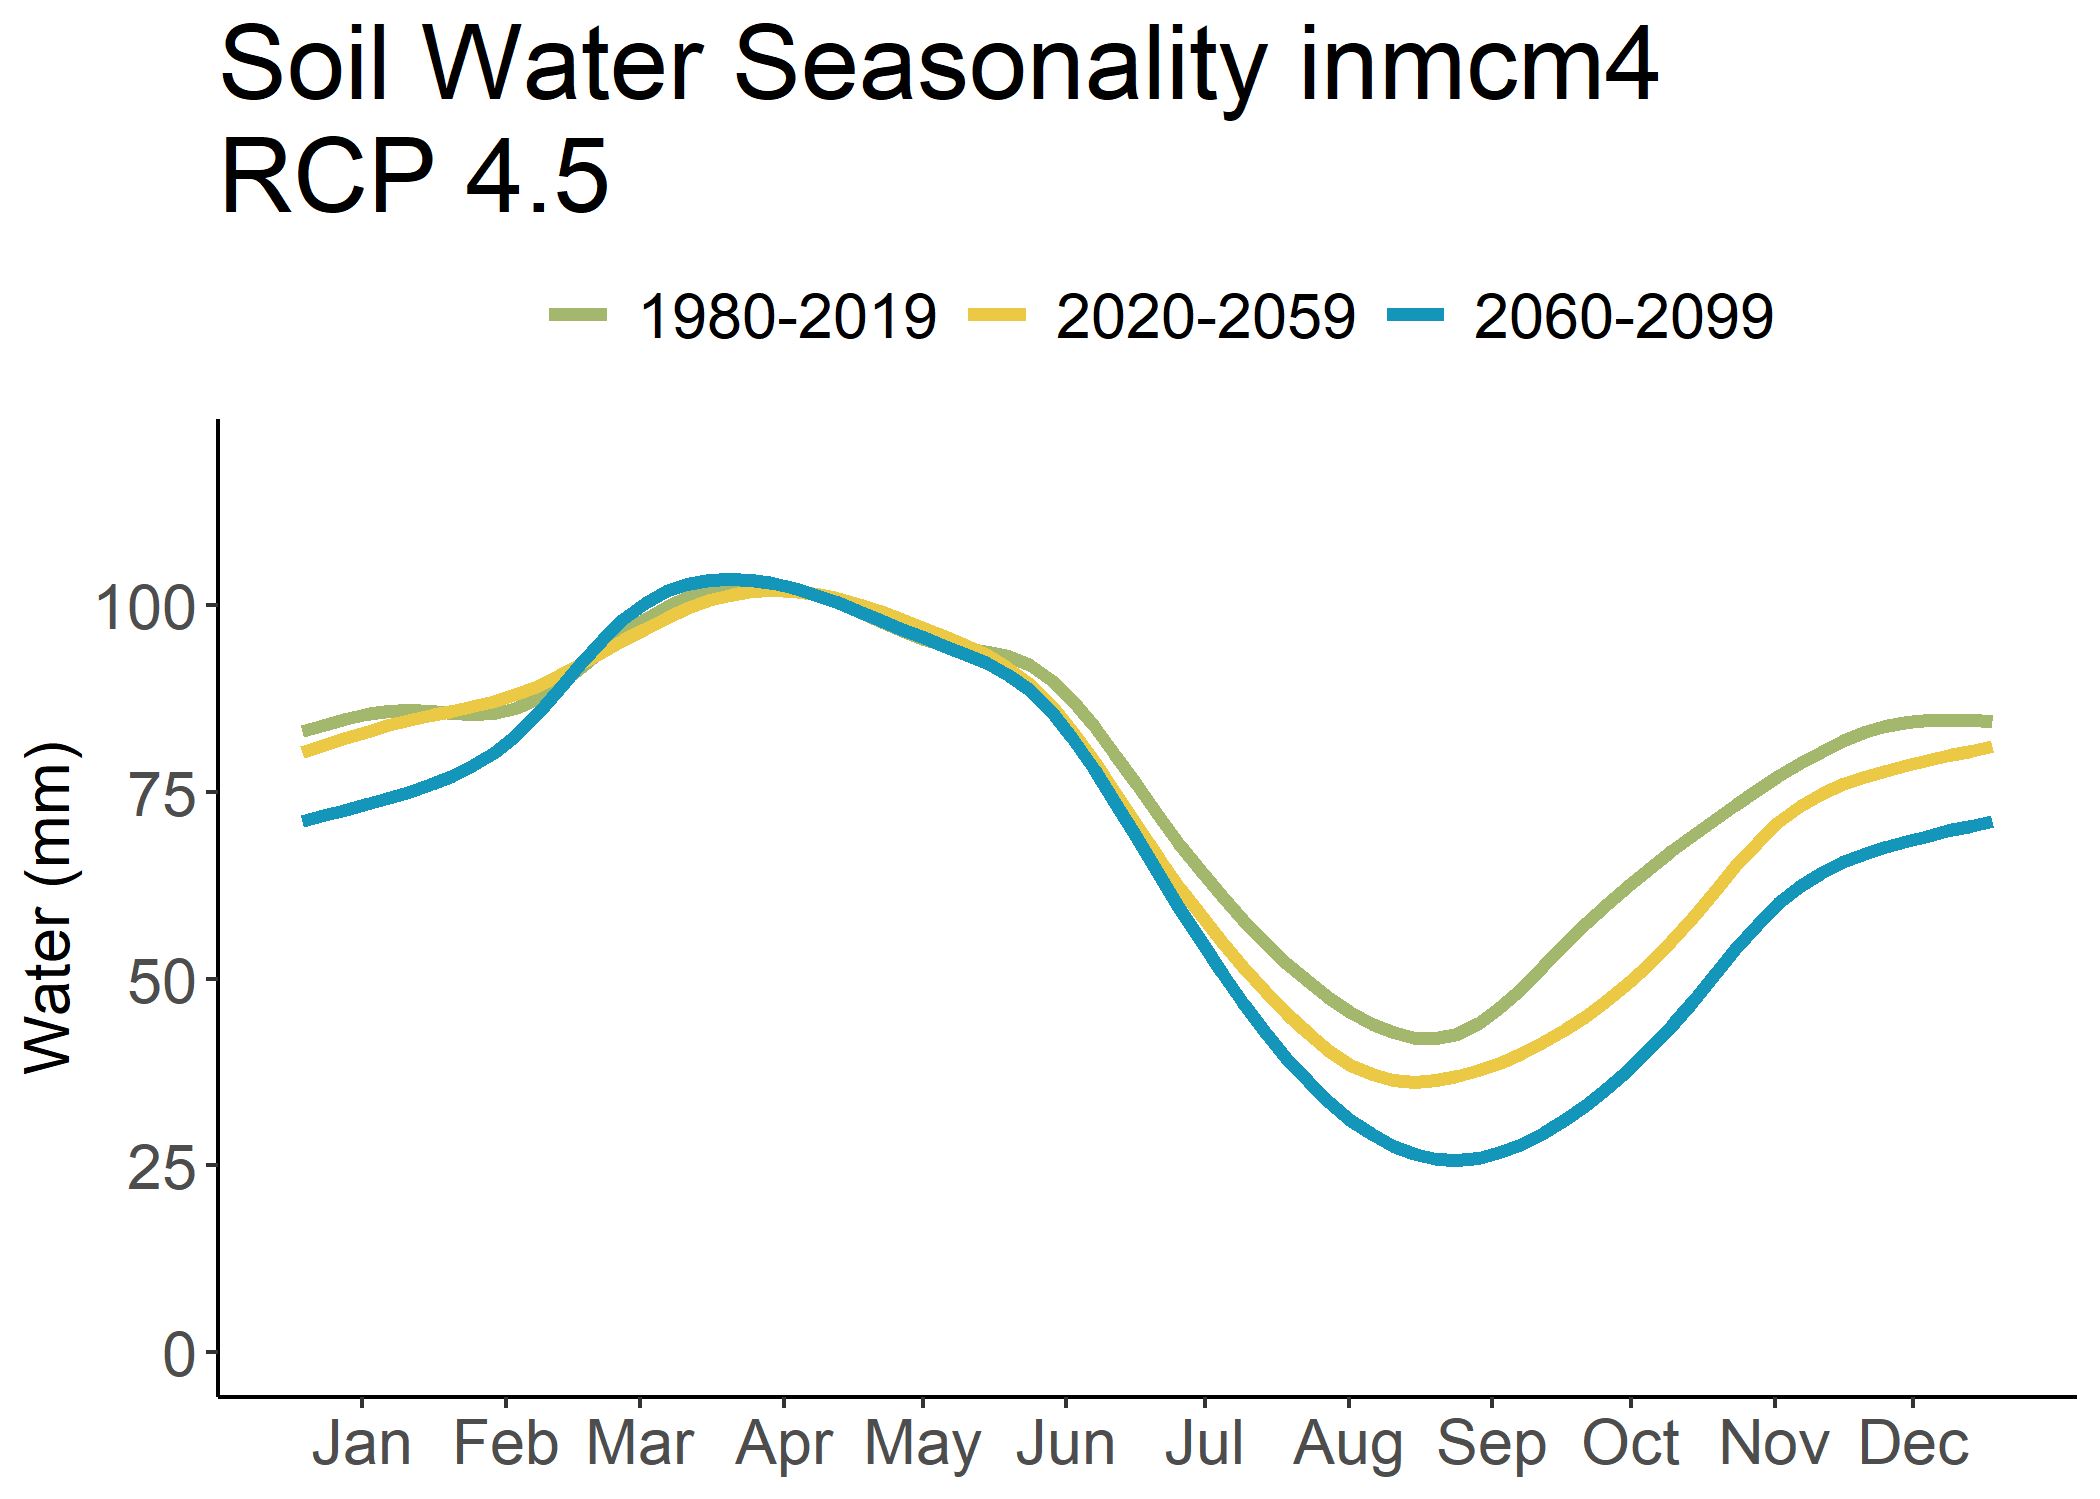 Soil Water Seasonality inmcm4
RCP 4.5
1980-2019 2020-2059 2060-2099
Water (mm)
100
75
50
25
0
Jan Feb Mar Apr May Jun Jul Aug Sep Oct Nov Dec